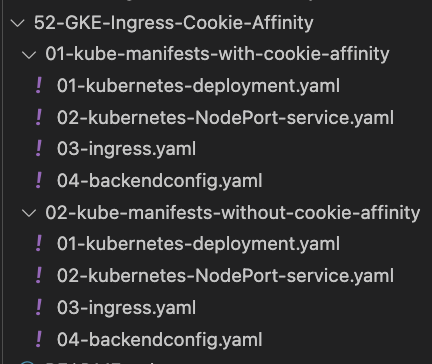 52-GKE-Ingress-Cookie-Affinity
01-kube-manifests-with-cookie-affinity
! 01-kubernetes-deployment.yaml
! 02-kubernetes-NodePort-service.yaml
! 03-ingress.yaml
! 04-backendconfig.yaml
02-kube-manifests-without-cookie-affinity
! 01-kubernetes-deployment.yaml
! 02-kubernetes-NodePort-service.yaml
! 03-ingress.yaml
! 04-backendconfig.yaml